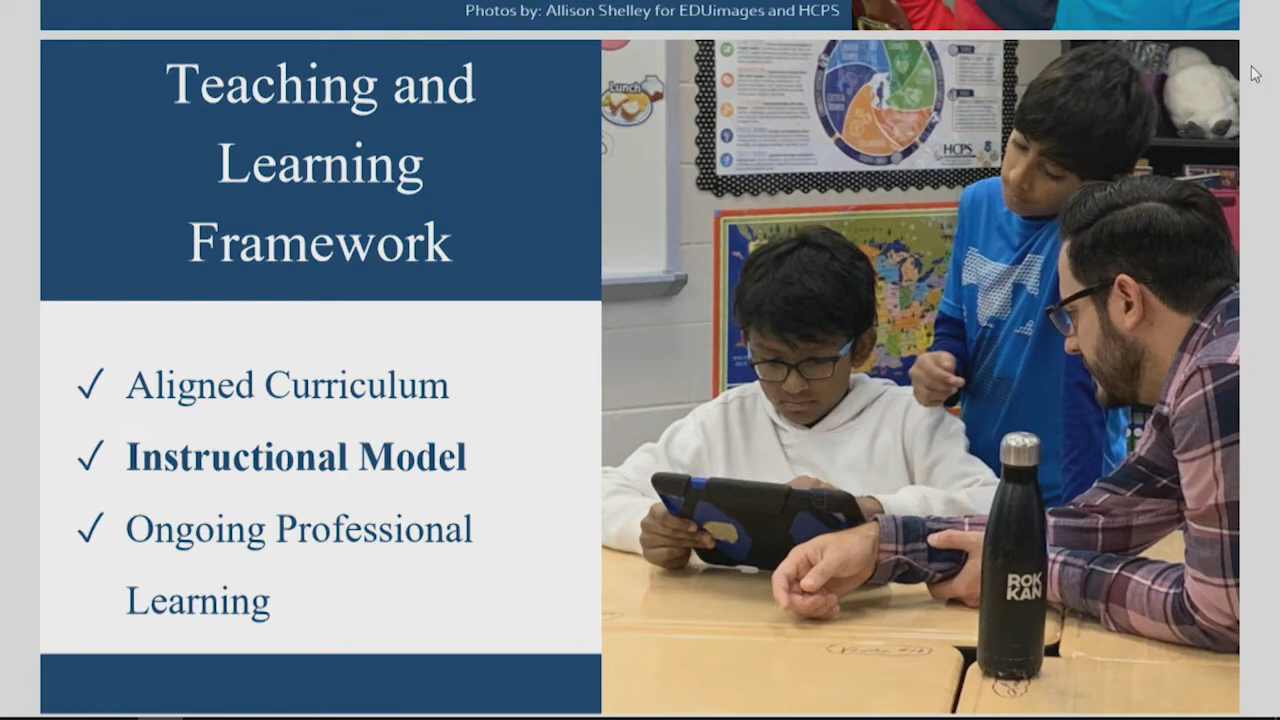 Photos by: Allison Shelley for EDUimages and HCPS
Teaching and
Learning
Framework
✓ Aligned Curriculum
✓ Instructional Model
✓ Ongoing Professional
Learning
Lunch
HCPS
ROK
KAN